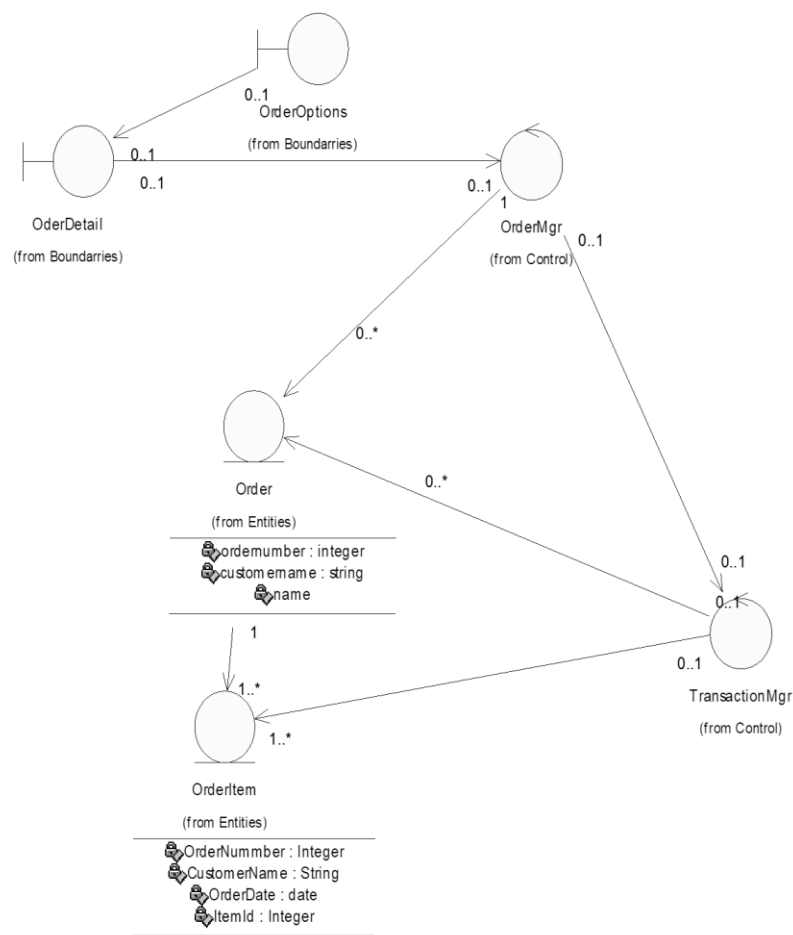 0..1
OrderOptions
(from Boundarries)
0..1
0..1
0..1
1
OderDetail
(from Boundarries)
OrderMgr
(from Control)
0..1
0..*
0..*
Order
(from Entities)
ordernumber : integer
customername : string
name
0..1
0..1
1
0..1
1..*
TransactionMgr
(from Control)
1..*
OrderItem
(from Entities)
OrderNummber : Integer
CustomerName : String
OrderDate : date
ItemId : Integer